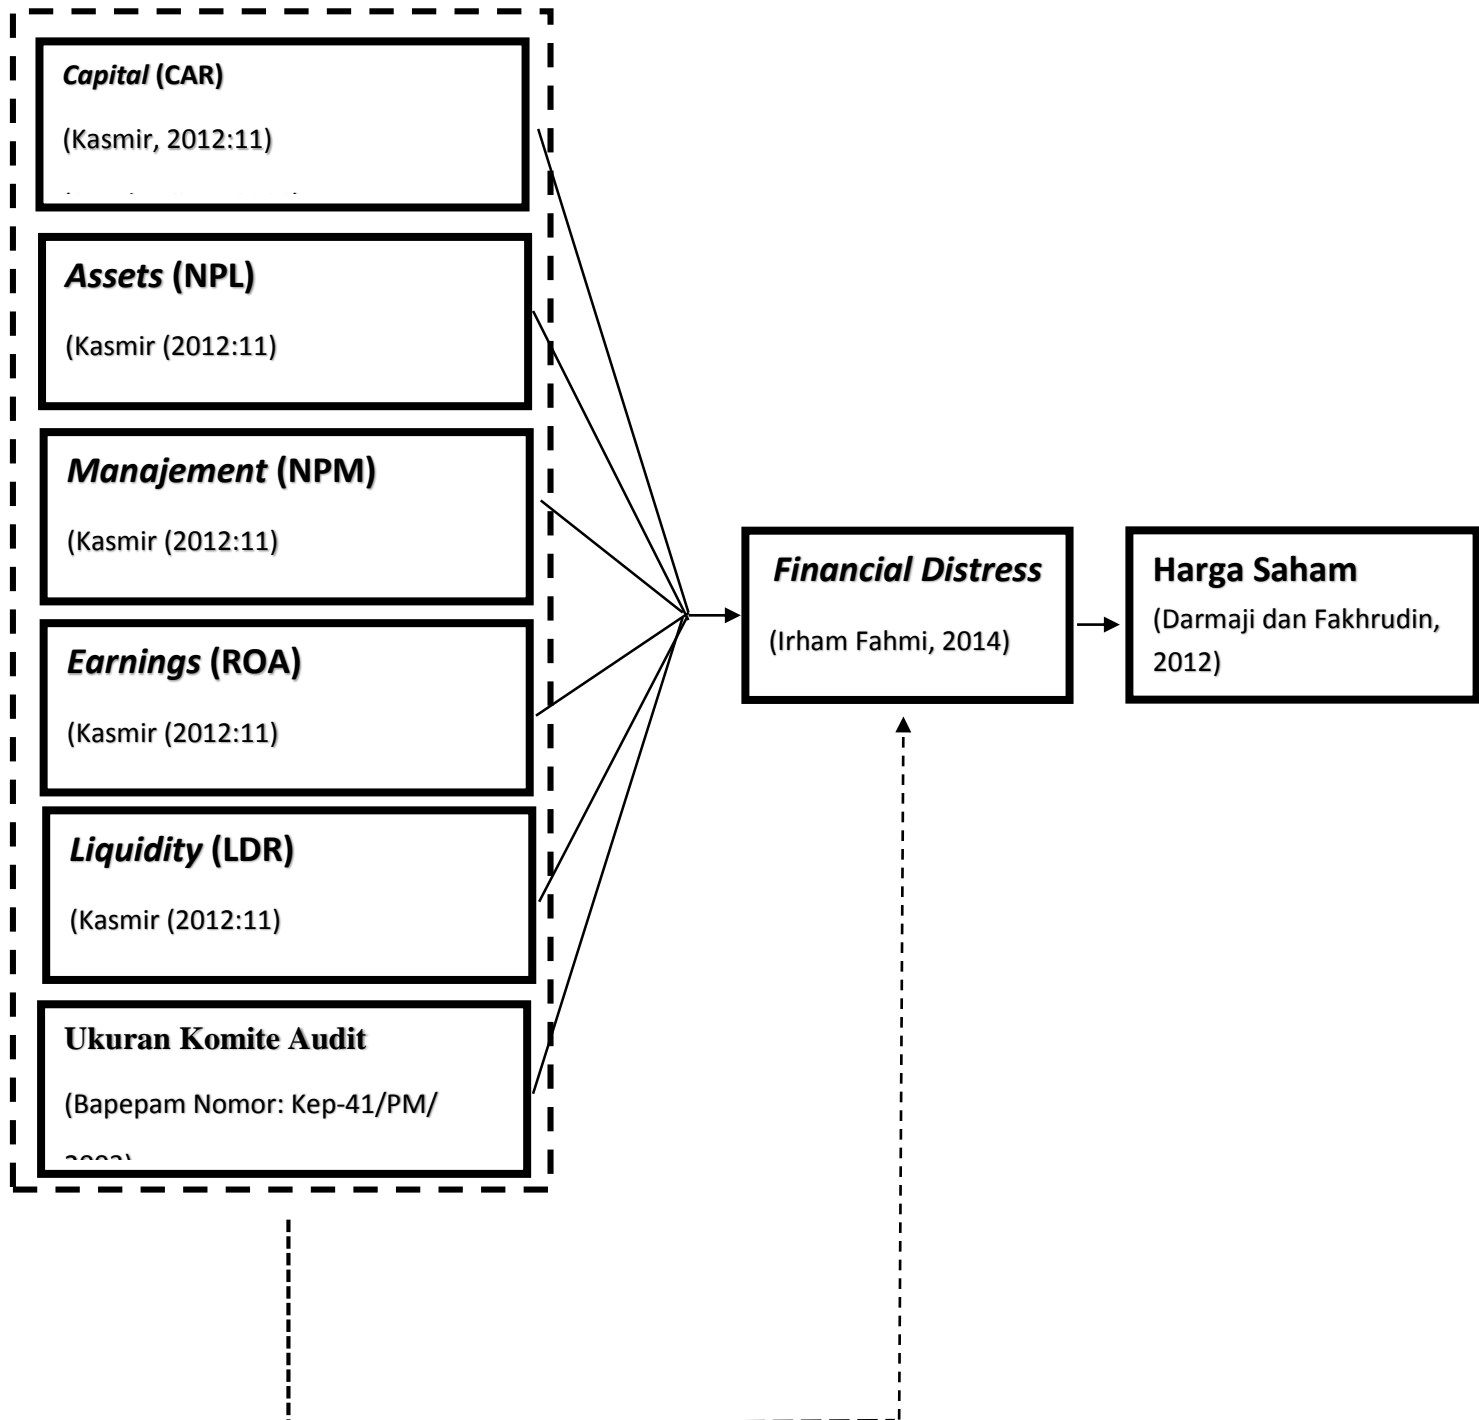 Capital (CAR)
(Kasmir, 2012:11)
Assets (NPL)
(Kasmir (2012:11)
Manajement (NPM)
(Kasmir (2012:11)
Earnings (ROA)
(Kasmir (2012:11)
Liquidity (LDR)
(Kasmir (2012:11)
Ukuran Komite Audit
(Bapepam Nomor: Kep-41/PM/
Financial Distress
(Irham Fahmi, 2014)
Harga Saham
(Darmaji dan Fakhrudin,
2012)